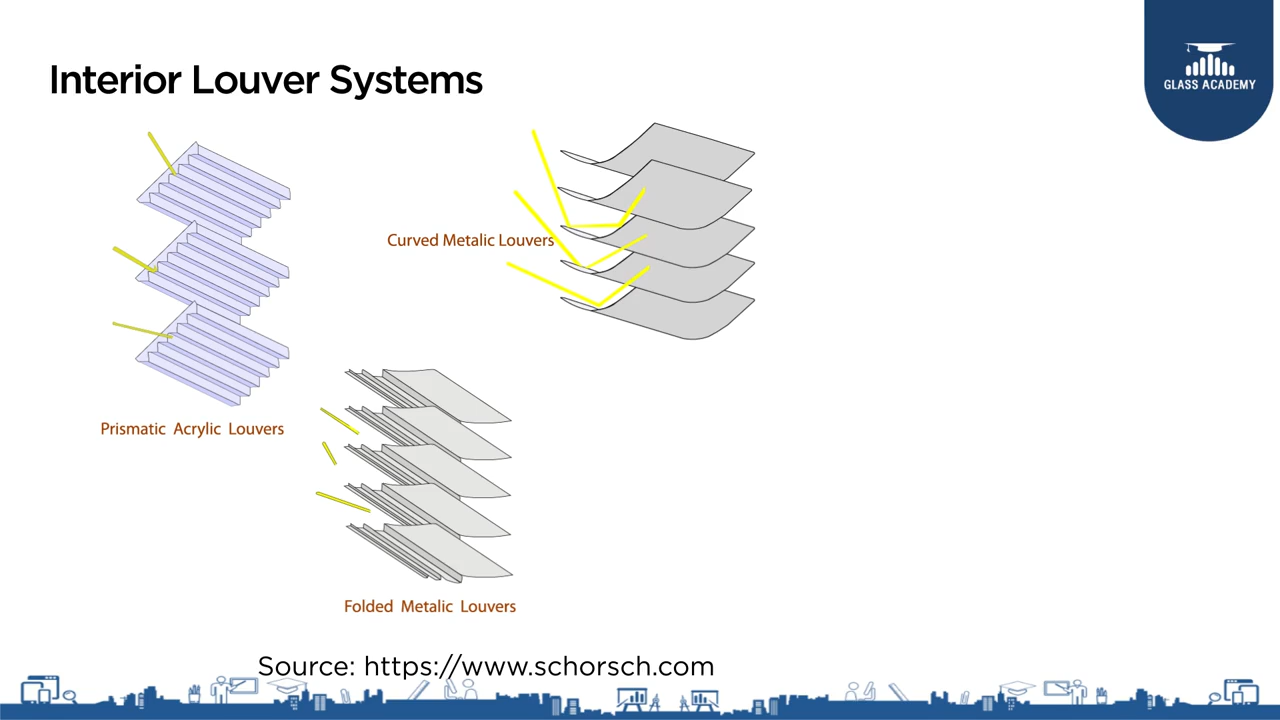 Interior Louver Systems
GLASS ACADEMY
Curved Metalic Louvers
Prismatic Acrylic Louvers
Folded Metalic Louvers
Source: https://www.schorsch.com